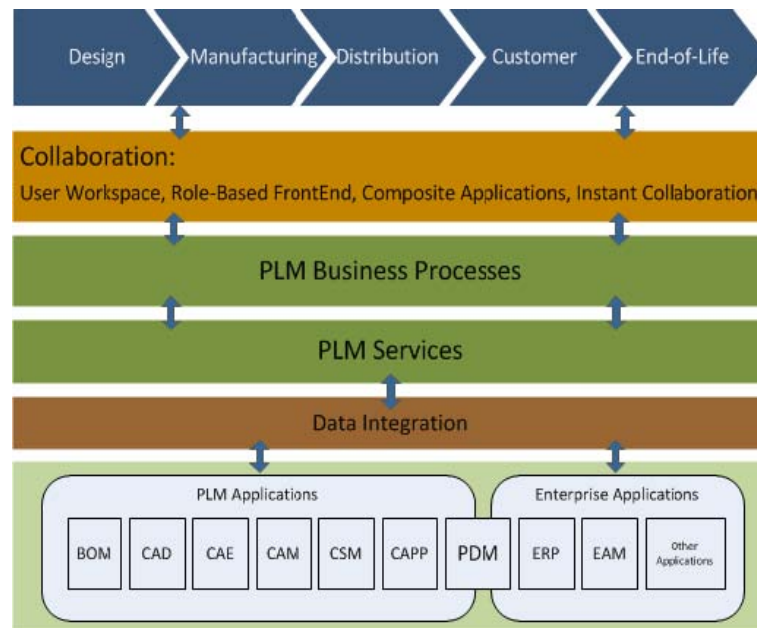 Design Manufacturing Distribution Customer End-of-Life
Collaboration:
User Workspace, Role-Based FrontEnd, Composite Applications, Instant Collaboration
PLM Business Processes
PLM Services
Data Integration
PLM Applications Enterprise Applications
BOM CAD CAE CAM CSM CAPP PDM ERP EAM Other
Applications